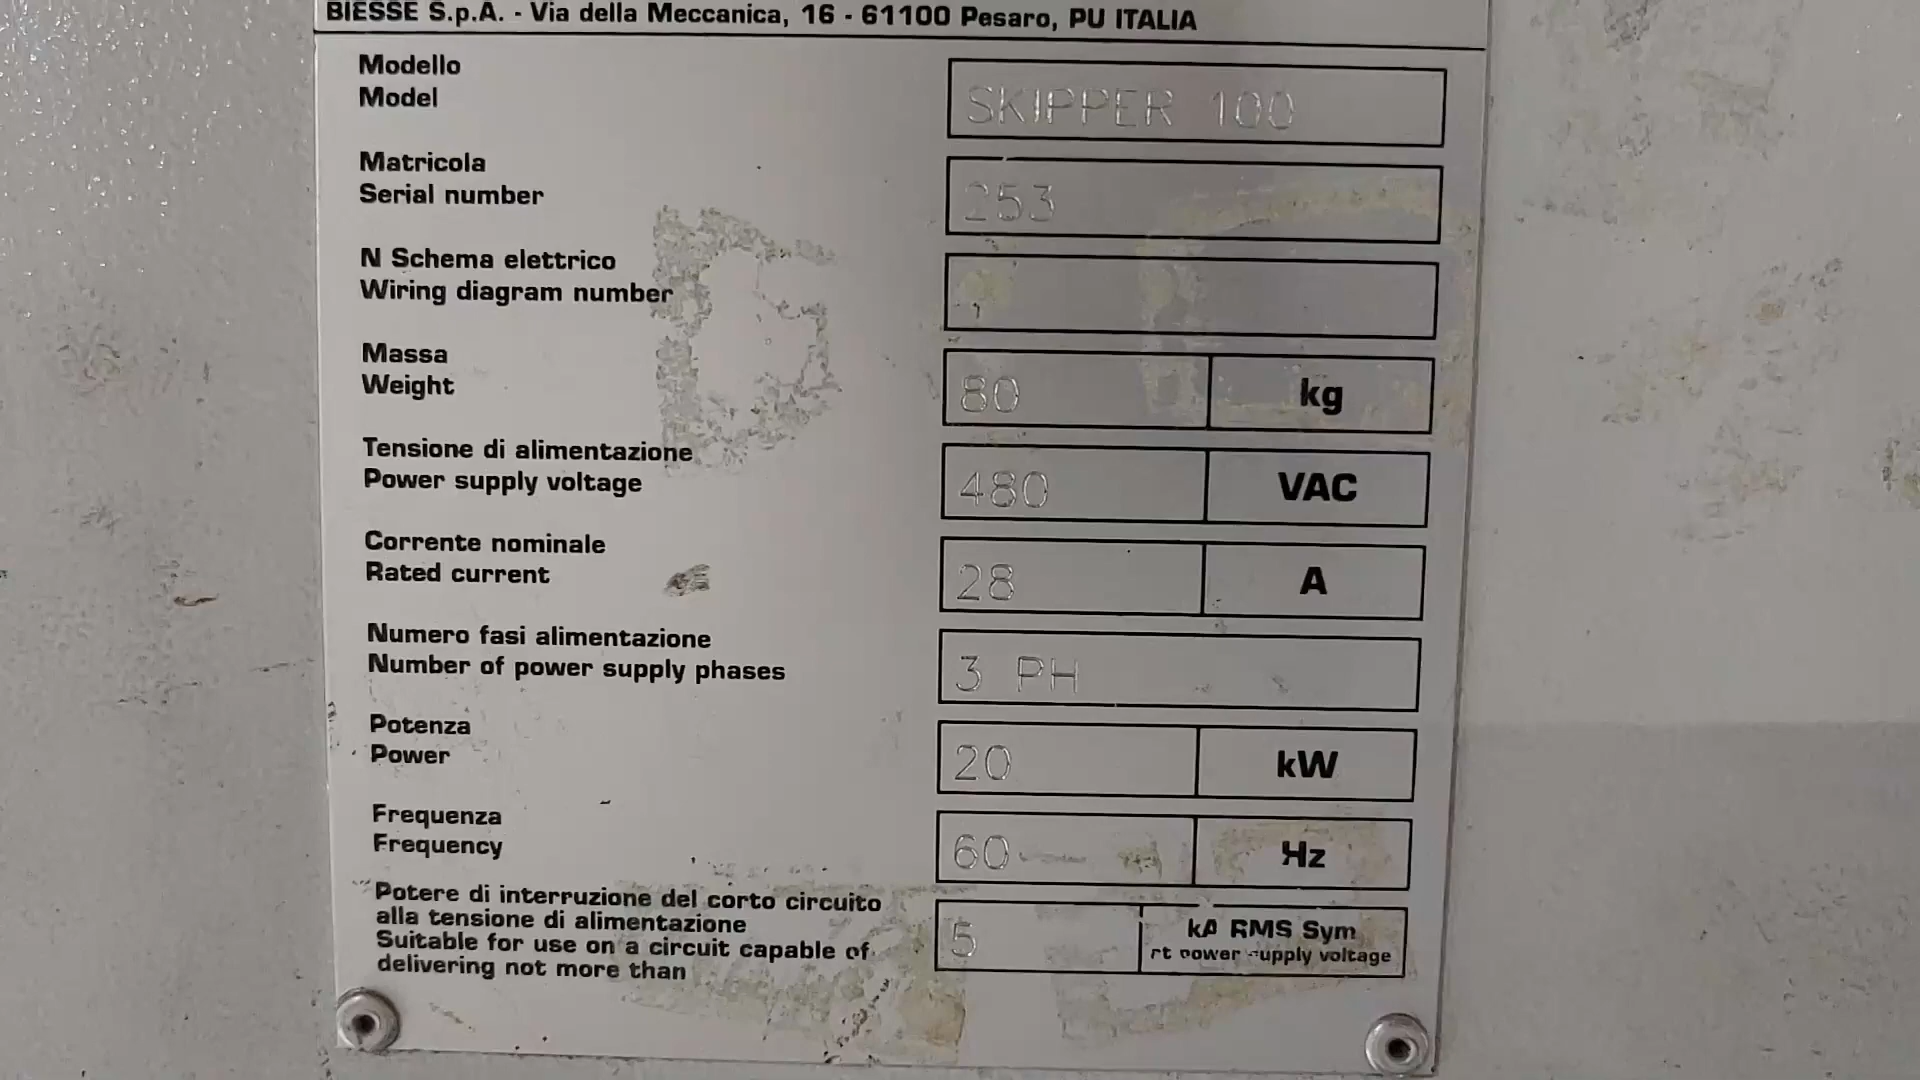 BIESSE S.p.A. - Via della Meccanica, 16 - 61100 Pesaro, PU ITALIA
Modello
Model
SKIPPER 100
Matricola
Serial number
253
N Schema elettrico
Wiring diagram number
Massa
Weight
80 kg
Tensione di alimentazione
Power supply voltage
480 VAC
Corrente nominale
Rated current
28 A
Numero fasi alimentazione
Number of power supply phases
3 PH
Potenza
Power
20 kW
Frequenza
Frequency
60 Hz
Potere di interruzione del corto circuito
alla tensione di alimentazione
Suitable for use on a circuit capable of
delivering not more than
5 kA RMS Sym
power supply voltage